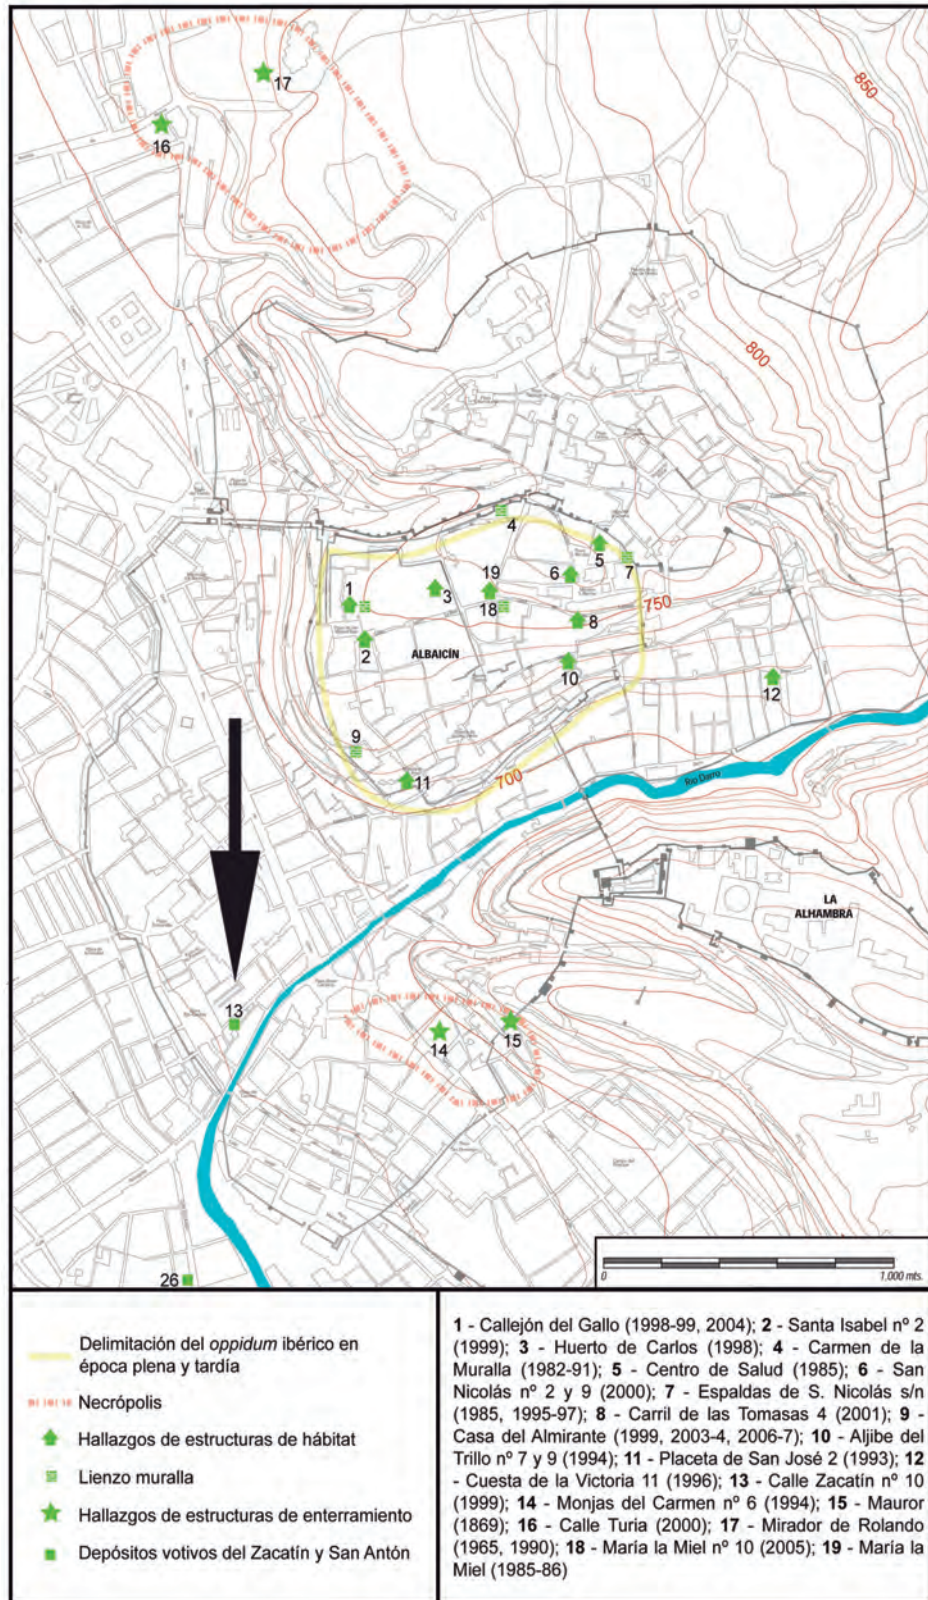 17
16
850
800
4
5
7
6
19
1
3
18
750
8
2
ALBAICÍN
10
12
9
11
700
Río Darro
LA
ALHAMBRA
13
14
15
26
0
1,000 mts.
Delimitación del oppidum ibérico en
época plena y tardía
Necrópolis
Hallazgos de estructuras de hábitat
Lienzo muralla
Hallazgos de estructuras de enterramiento
Depósitos votivos del Zacatín y San Antón
1 - Callejón del Gallo (1998-99, 2004); 2 - Santa Isabel nº 2
(1999); 3 - Huerto de Carlos (1998); 4 - Carmen de la
Muralla (1982-91); 5 - Centro de Salud (1985); 6 - San
Nicolás nº 2 y 9 (2000); 7 - Espaldas de S. Nicolás s/n
(1985, 1995-97); 8 - Carril de las Tomasas 4 (2001); 9 -
Casa del Almirante (1999, 2003-4, 2006-7); 10 - Aljibe del
Trillo nº 7 y 9 (1994); 11 - Placeta de San José 2 (1993); 12
- Cuesta de la Victoria 11 (1996); 13 - Calle Zacatín nº 10
(1999); 14 - Monjas del Carmen nº 6 (1994); 15 - Mauror
(1869); 16 - Calle Turia (2000); 17 - Mirador de Rolando
(1965, 1990); 18 - María la Miel nº 10 (2005); 19 - María la
Miel (1985-86)